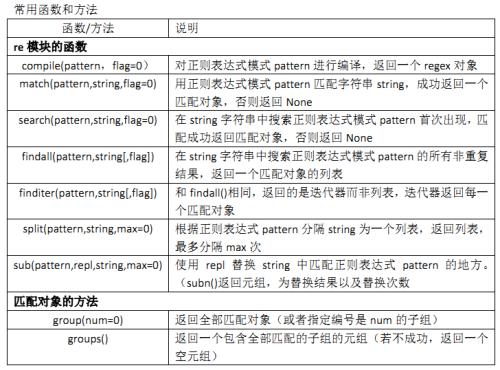 常用函数和方法
函数/方法
说明
re 模块的函数
compile(pattern，flag=0）
对正则表达式模式 pattern 进行编译，返回一个 regex 对象
match(pattern,string,flag=0)
用正则表达式模式 pattern 匹配字符串 string，成功返回一个
匹配对象，否则返回 None
search(pattern,string,flag=0)
在 string 字符串中搜索正则表达式模式 pattern 首次出现，匹
配成功返回匹配对象，否则返回 None
findall(pattern,string[,flag])
在 string 字符串中搜索正则表达式模式 pattern 的所有非重复
结果，返回一个匹配对象的列表
finditer(pattern,string[,flag])
和 findall()相同，返回的是迭代器而非列表，迭代器返回每一
个匹配对象
split(pattern,string,max=0)
根据正则表达式 pattern 分隔 string 为一个列表，返回列表，
最多分隔 max 次
sub(pattern,repl,string,max=0)
使用 repl 替换 string 中匹配正则表达式 pattern 的地方。
（subn()返回元组，为替换结果以及替换次数
匹配对象的方法
group(num=0)
返回全部匹配对象（或者指定编号是 num 的子组）
groups()
返回一个包含全部匹配的子组的元组（若不成功，返回一个
空元组）